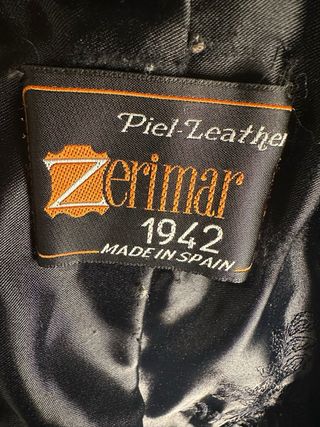 Piel-Leather
Zerimar
1942
MADE IN SPAIN